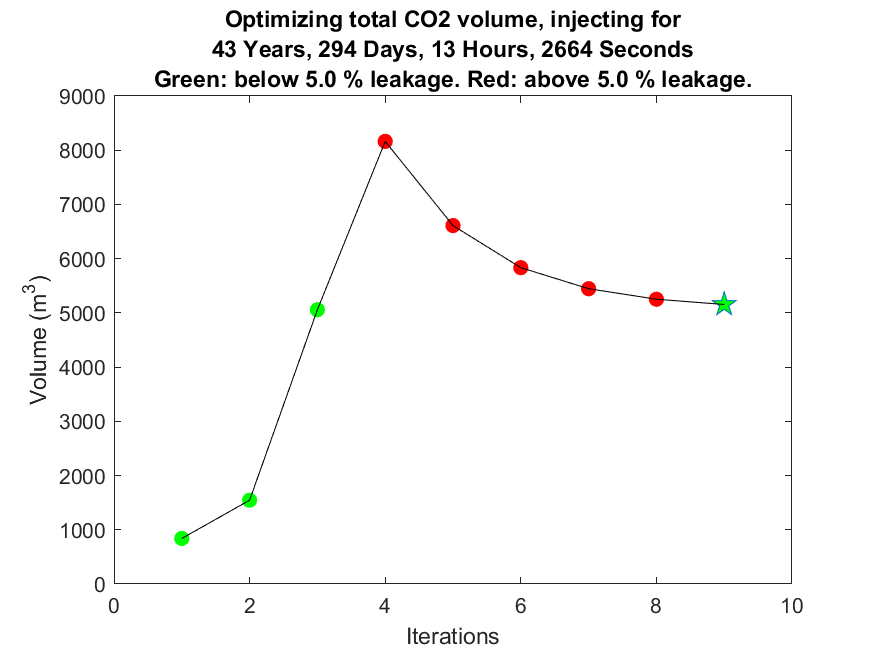 Optimizing total CO2 volume, injecting for
43 Years, 294 Days, 13 Hours, 2664 Seconds
Green: below 5.0 % leakage. Red: above 5.0 % leakage.
9000
8000
7000
6000
5000
4000
3000
2000
1000
0
Volume (m³)
0 2 4 6 8 10
Iterations